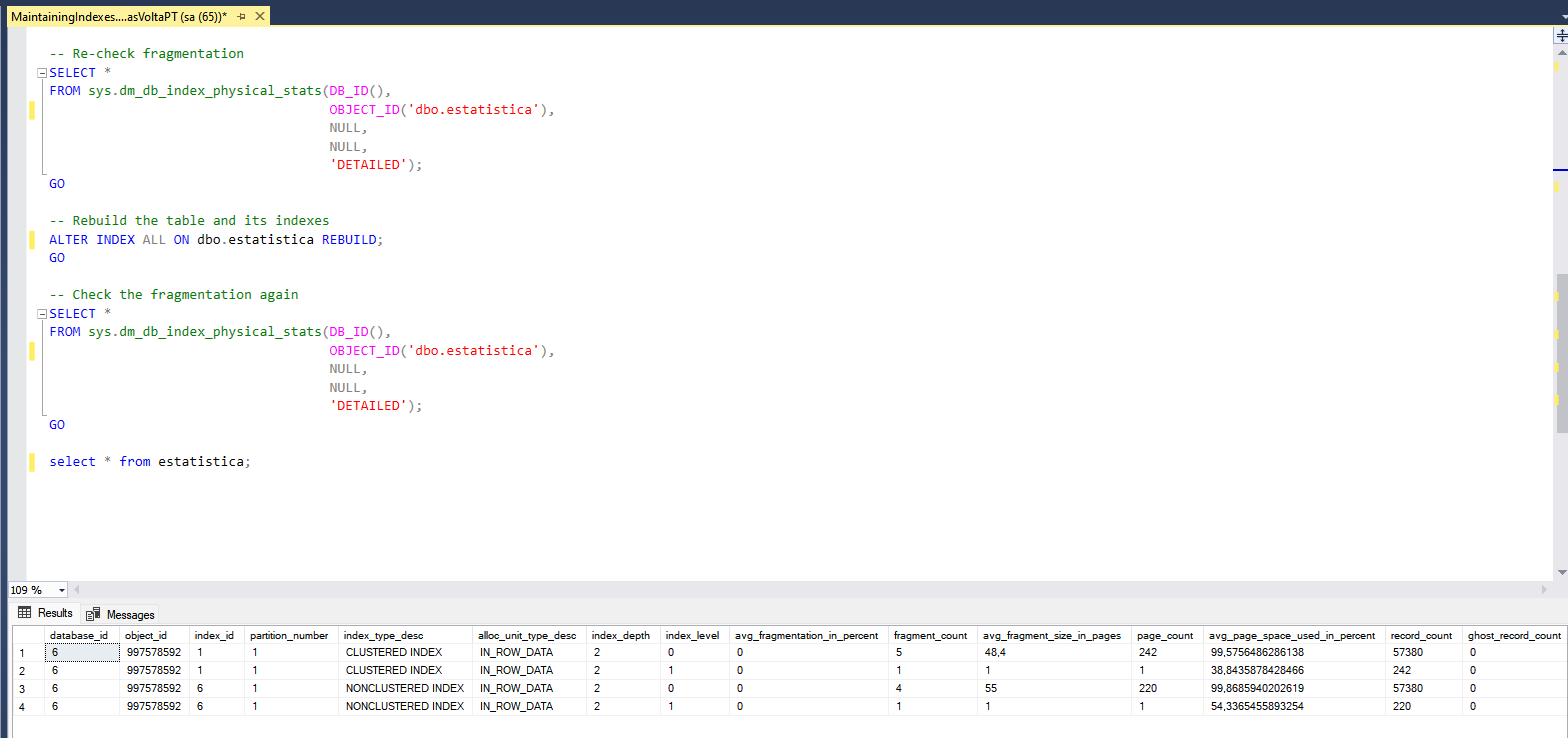 MaintainingIndexes....asVoltaPT (sa (65))*
-- Re-check fragmentation
SELECT *
FROM sys.dm_db_index_physical_stats(DB_ID(),
OBJECT_ID('dbo.estatistica'),
NULL,
NULL,
'DETAILED');
GO
-- Rebuild the table and its indexes
ALTER INDEX ALL ON dbo.estatistica REBUILD;
GO
-- Check the fragmentation again
SELECT *
FROM sys.dm_db_index_physical_stats(DB_ID(),
OBJECT_ID('dbo.estatistica'),
NULL,
NULL,
'DETAILED');
GO
select * from estatistica;
109 %
Results Messages
database_id object_id index_id partition_number index_type_desc alloc_unit_type_desc index_depth index_level avg_fragmentation_in_percent fragment_count avg_fragment_size_in_pages page_count avg_page_space_used_in_percent record_count ghost_record_count
1 6 997578592 1 1 CLUSTERED INDEX IN_ROW_DATA 2 0 0 5 48,4 242 99,5756486286138 57380 0
2 6 997578592 1 1 CLUSTERED INDEX IN_ROW_DATA 2 1 0 1 1 1 38,8435878428466 242 0
3 6 997578592 6 1 NONCLUSTERED INDEX IN_ROW_DATA 2 0 0 4 55 220 99,8685940202619 57380 0
4 6 997578592 6 1 NONCLUSTERED INDEX IN_ROW_DATA 2 1 0 1 1 1 54,3365455893254 220 0